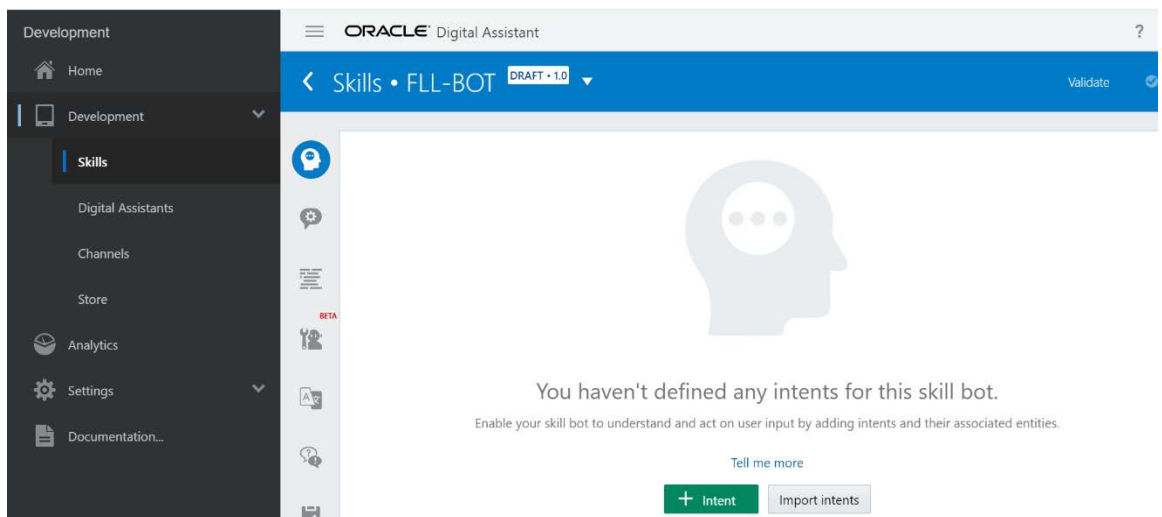 Development
Home
Development
Skills
Digital Assistants
Channels
Store
Analytics
Settings
Documentation...
ORACLE Digital Assistant
?
Skills • FLL-BOT DRAFT • 1.0
Validate
BETA
You haven't defined any intents for this skill bot.
Enable your skill bot to understand and act on user input by adding intents and their associated entities.
Tell me more
+ Intent Import intents